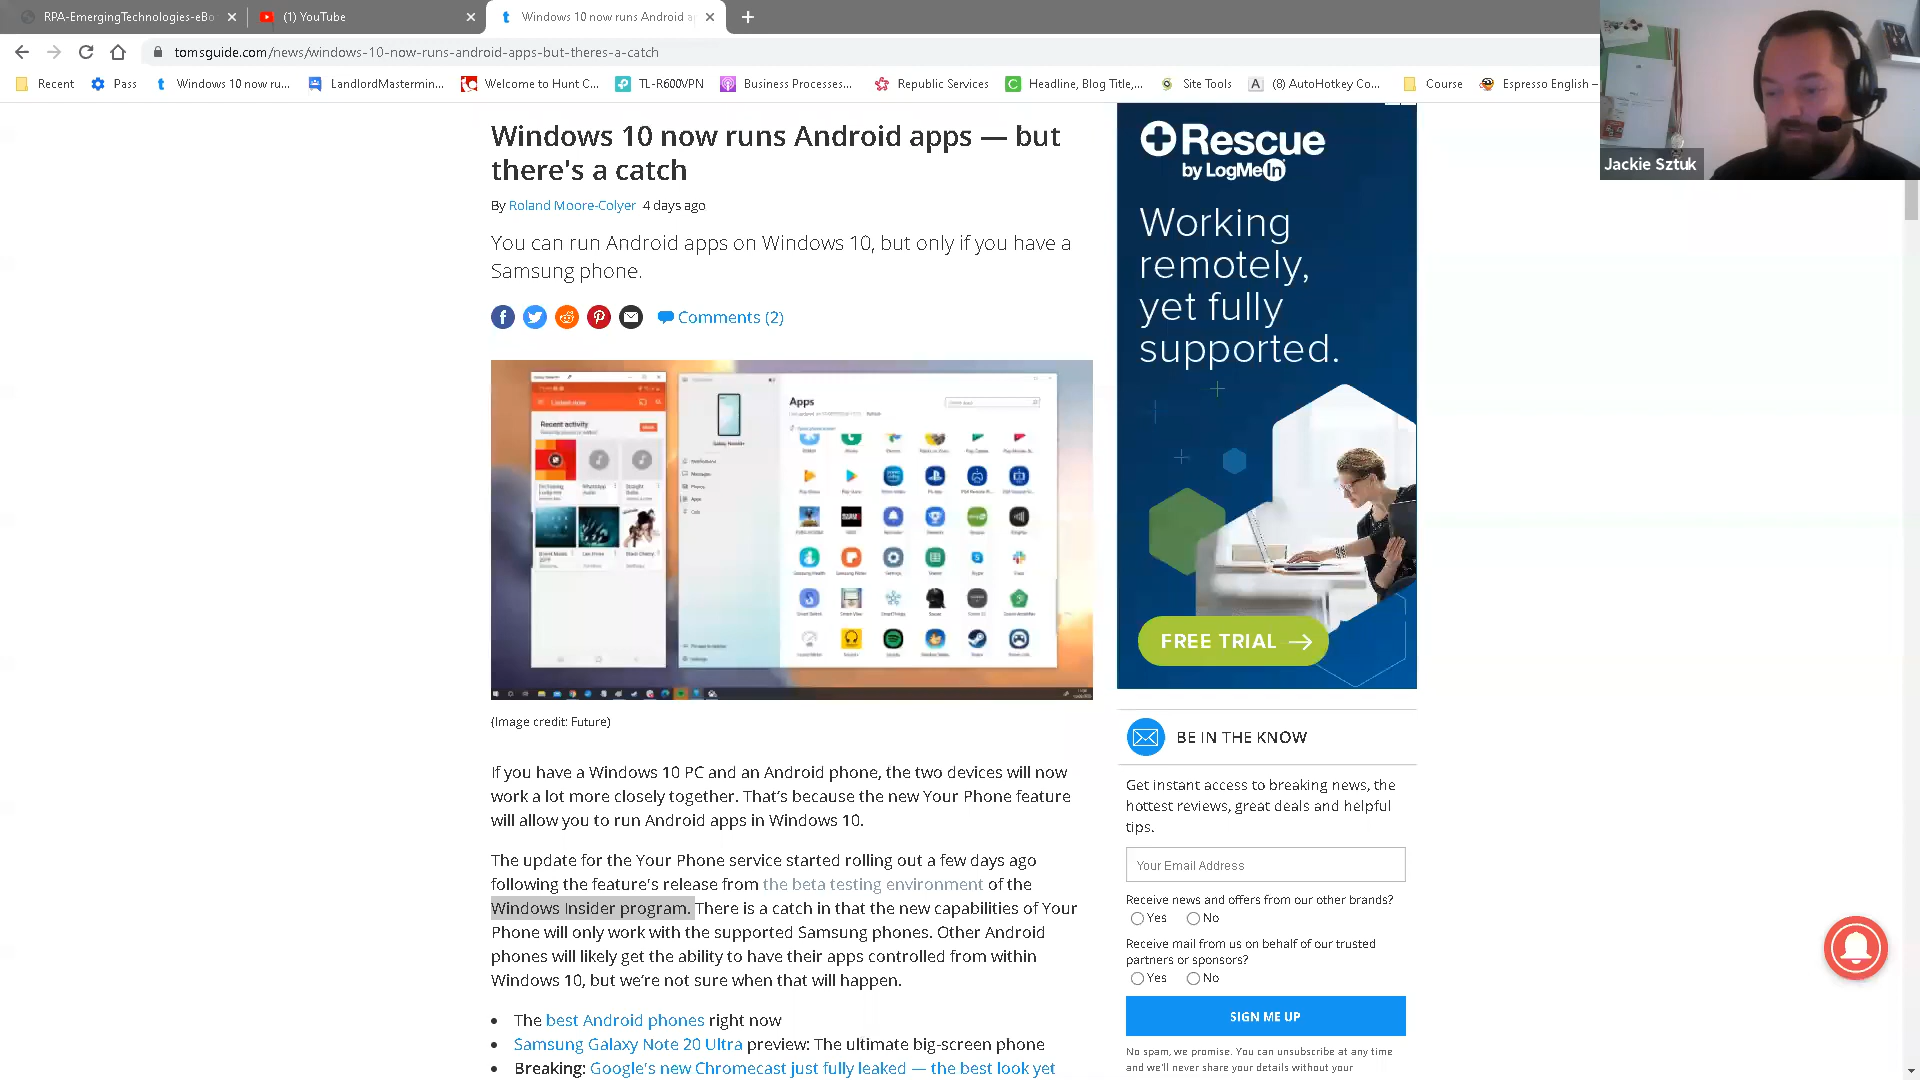 RPA-EmergingTechnologies-eBo
(1) YouTube
Windows 10 now runs Android a
tomsguide.com/news/windows-10-now-runs-android-apps-but-theres-a-catch
Recent
Pass
Windows 10 now ru...
LandlordMastermin...
Welcome to Hunt C...
TL-R600VPN
Business Processes...
Republic Services
Headline, Blog Title,...
Site Tools
(8) AutoHotkey Co...
Course
Espresso English –
Jackie Sztuk
Windows 10 now runs Android apps — but
there's a catch
By Roland Moore-Colyer 4 days ago
You can run Android apps on Windows 10, but only if you have a
Samsung phone.
Comments (2)
Recent activity
Apps
(Image credit: Future)
If you have a Windows 10 PC and an Android phone, the two devices will now
work a lot more closely together. That’s because the new Your Phone feature
will allow you to run Android apps in Windows 10.
The update for the Your Phone service started rolling out a few days ago
following the feature’s release from the beta testing environment of the
Windows Insider program. There is a catch in that the new capabilities of Your
Phone will only work with the supported Samsung phones. Other Android
phones will likely get the ability to have their apps controlled from within
Windows 10, but we’re not sure when that will happen.
The best Android phones right now
Samsung Galaxy Note 20 Ultra preview: The ultimate big-screen phone
Breaking: Google's new Chromecast just fully leaked — the best look yet
Rescue
by LogMeIn
Working
remotely,
yet fully
supported.
FREE TRIAL
BE IN THE KNOW
Get instant access to breaking news, the
hottest reviews, great deals and helpful
tips.
Your Email Address
Receive news and offers from our other brands?
Yes No
Receive mail from us on behalf of our trusted
partners or sponsors?
Yes No
SIGN ME UP
No spam, we promise. You can unsubscribe at any time
and we'll never share your details without your